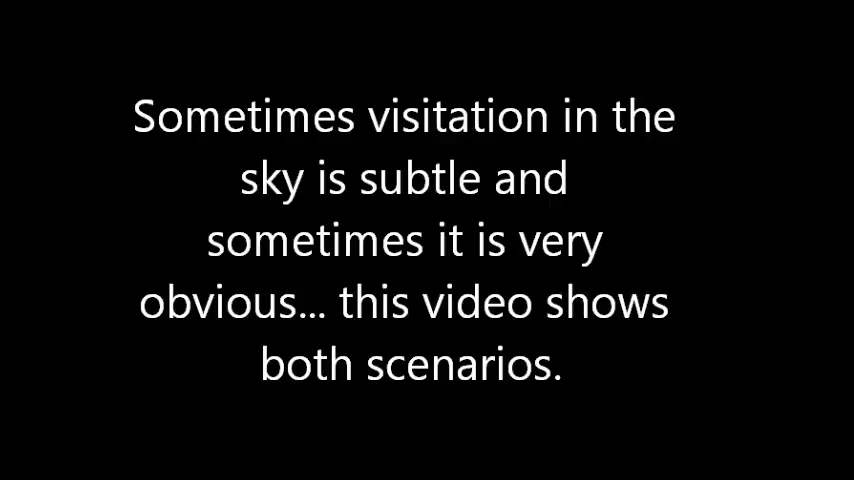 Sometimes visitation in the
sky is subtle and
sometimes it is very
obvious... this video shows
both scenarios.